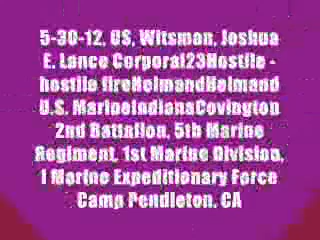 5-30-12, US, Witsmon, Joshua
E. Lance Corporal23Hostile -
hostile fireHelmandHelmand
U.S. MarineIndianaCovington
2nd Battalion, 5th Marine
Regiment, 1st Marine Division,
I Marine Expeditionary Force
Camp Pendleton, CA